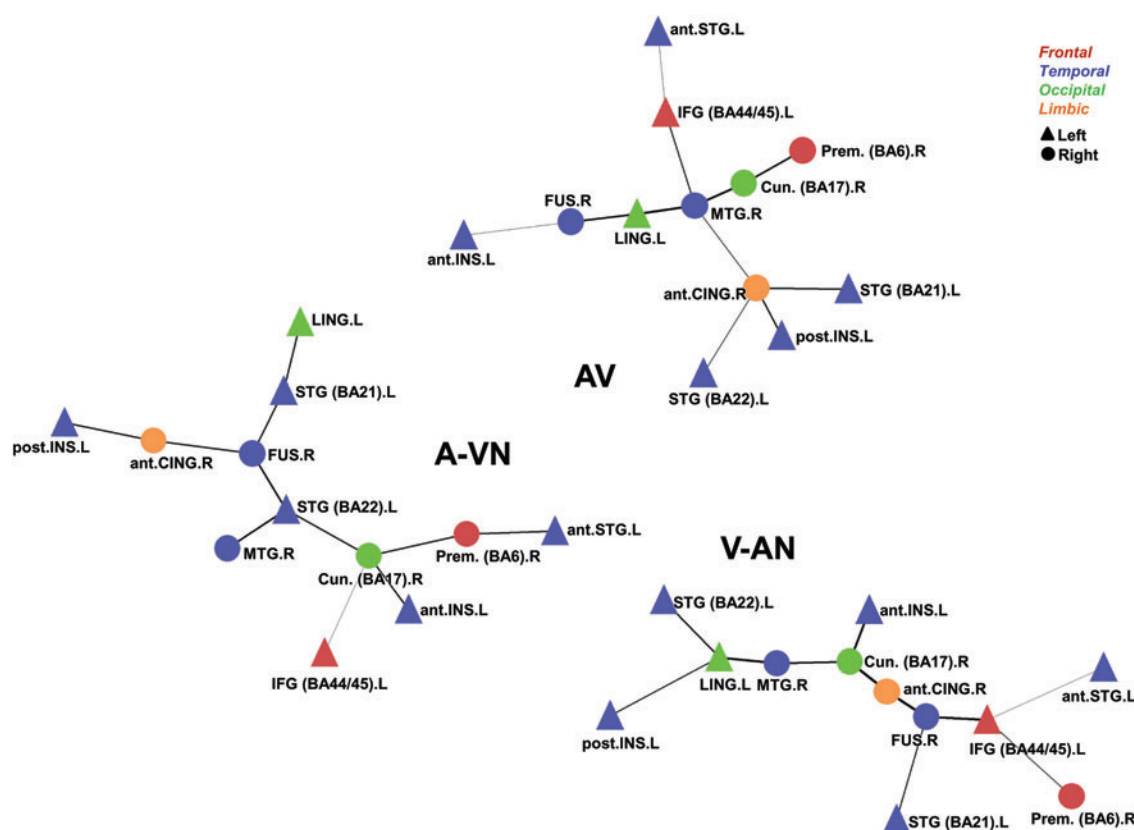 ant.STG.L
IFG (BA44/45).L
Prem. (BA6).R
Cun. (BA17).R
FUS.R
MTG.R
LING.L
ant.INS.L
ant.CING.R
STG (BA21).L
post.INS.L
STG (BA22).L
AV
Frontal
Temporal
Occipital
Limbic
Left
Right
LING.L
STG (BA21).L
post.INS.L
ant.CING.R
FUS.R
A-VN
STG (BA22).L
MTG.R
Prem. (BA6).R
ant.STG.L
Cun. (BA17).R
ant.INS.L
IFG (BA44/45).L
V-AN
STG (BA22).L
ant.INS.L
LING.L
MTG.R
Cun. (BA17).R
ant.CING.R
ant.STG.L
post.INS.L
FUS.R
IFG (BA44/45).L
STG (BA21).L
Prem. (BA6).R